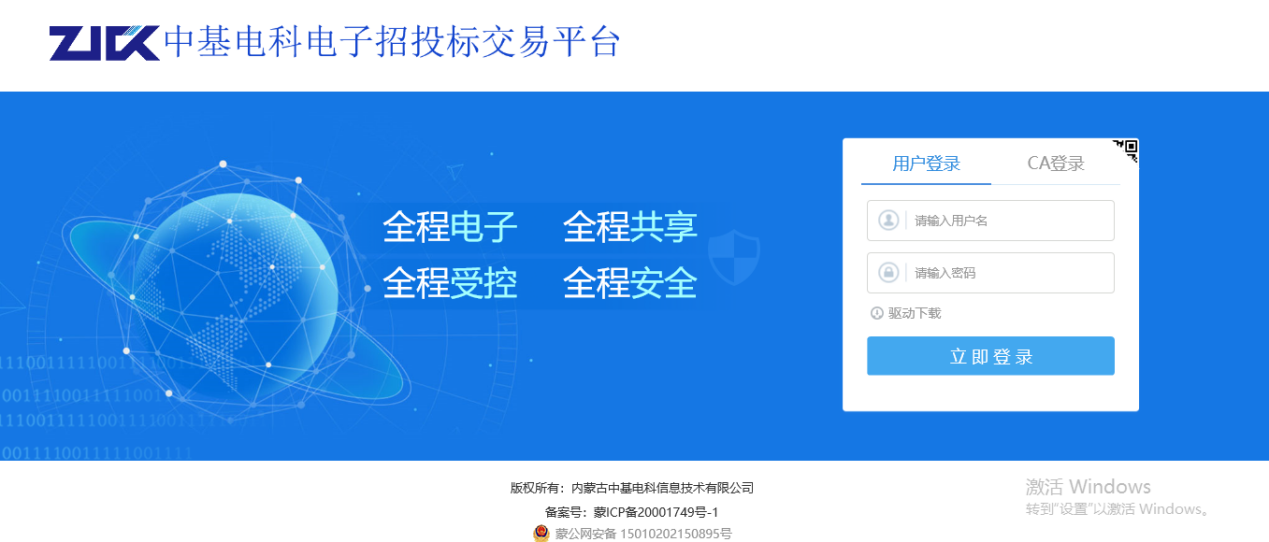 ZJCK 中基电科电子招投标交易平台
用户登录 CA登录
请输入用户名
请输入密码
驱动下载
立即登录
全程电子 全程共享
全程受控 全程安全
版权所有：内蒙古中基电科信息技术有限公司
备案号：蒙ICP备20001749号-1
蒙公网安备 15010202150895号
激活 Windows
转到"设置"以激活 Windows。